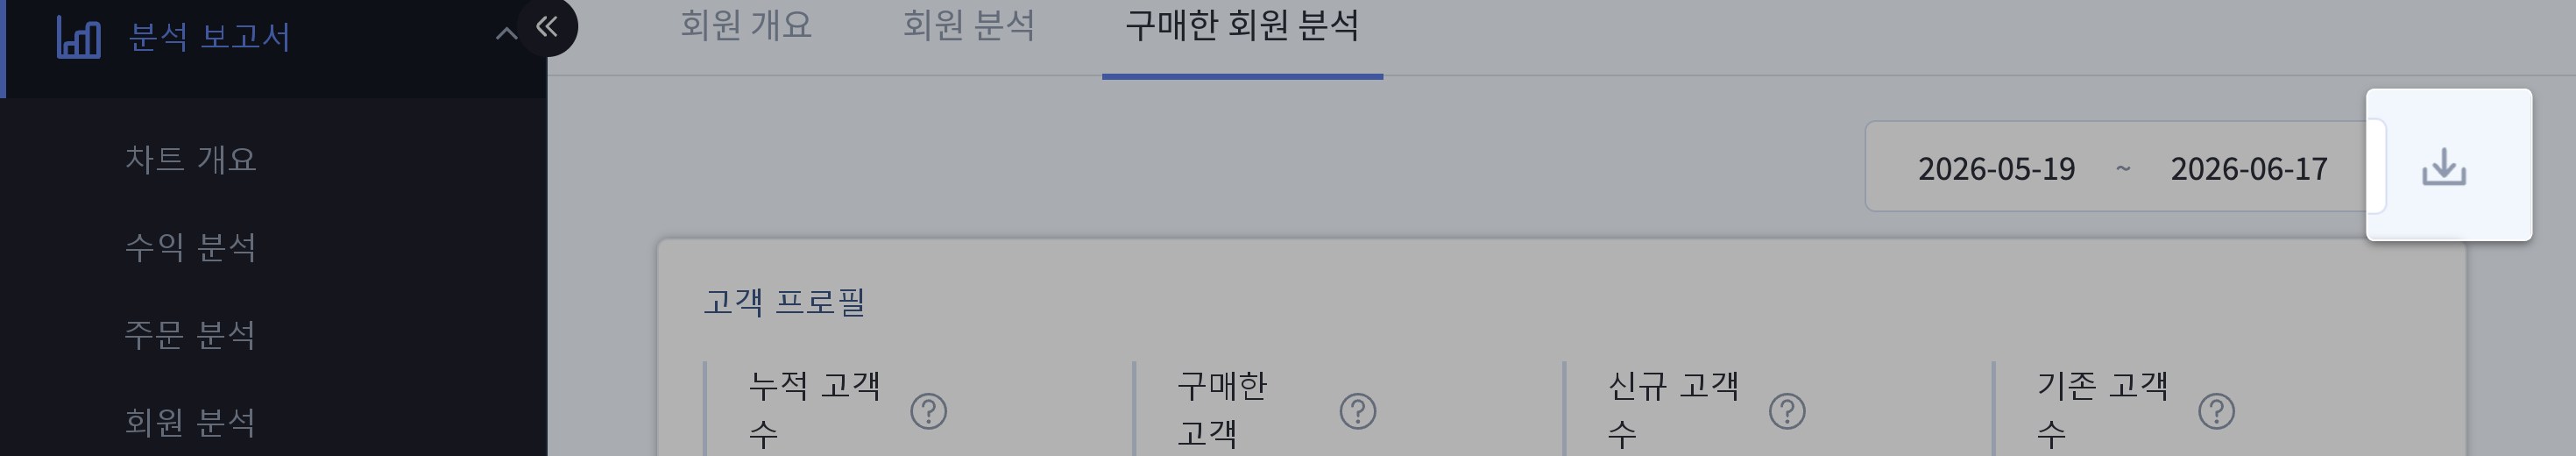 분석 보고서
차트 개요
수익 분석
주문 분석
회원 분석
회원 개요
회원 분석
구매한 회원 분석
2026-05-19 ~ 2026-06-17
고객 프로필
누적 고객
수
구매한
고객
신규 고객
수
기존 고객
수